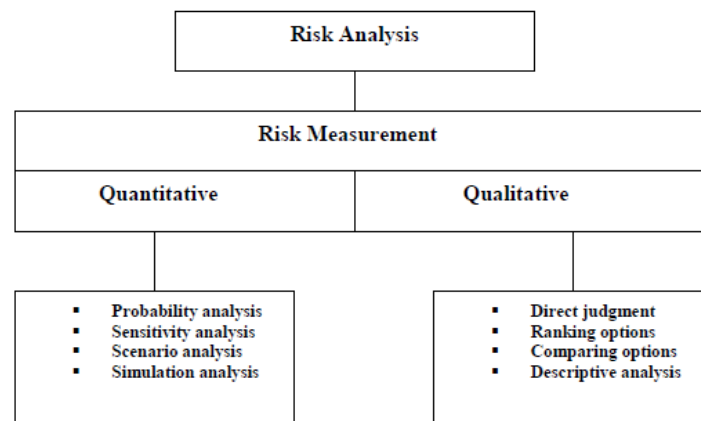 Risk Analysis
Risk Measurement
Quantitative
Qualitative
▪ Probability analysis
▪ Sensitivity analysis
▪ Scenario analysis
▪ Simulation analysis
▪ Direct judgment
▪ Ranking options
▪ Comparing options
▪ Descriptive analysis